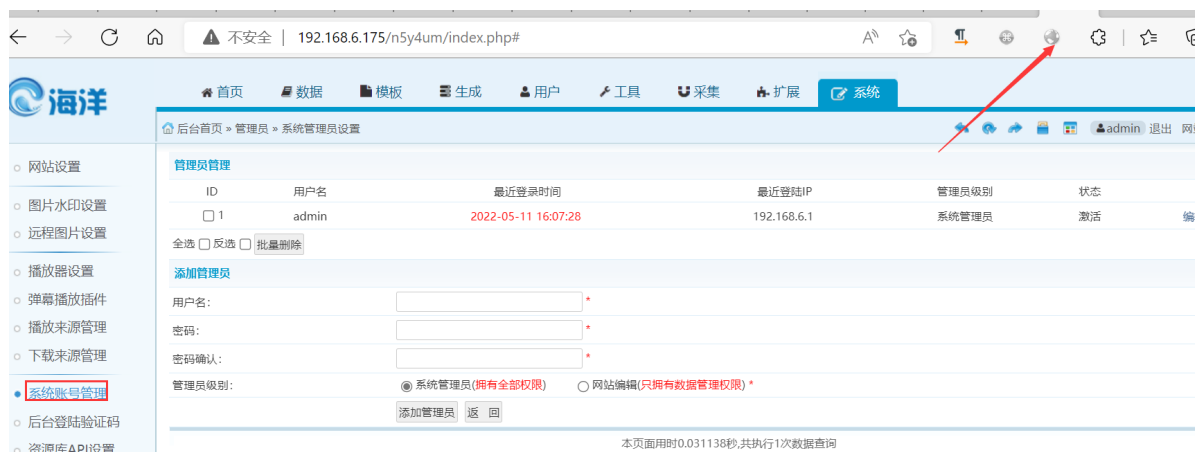 不安全 | 192.168.6.175/n5y4um/index.php#
海洋
首页 数据 模板 生成 用户 工具 采集 扩展 系统
后台首页 » 管理员 » 系统管理员设置
admin 退出
网站设置
图片水印设置
远程图片设置
播放器设置
弹幕播放插件
播放来源管理
下载来源管理
系统账号管理
后台登陆验证码
资源库API设置
管理员管理
ID 用户名 最近登录时间 最近登陆IP 管理员级别 状态
1 admin 2022-05-11 16:07:28 192.168.6.1 系统管理员 激活
全选 反选 批量删除
添加管理员
用户名: *
密码: *
密码确认: *
管理员级别: 系统管理员(拥有全部权限) 网站编辑(只拥有数据管理权限) *
添加管理员 返 回
本页面用时0.031138秒,共执行1次数据查询